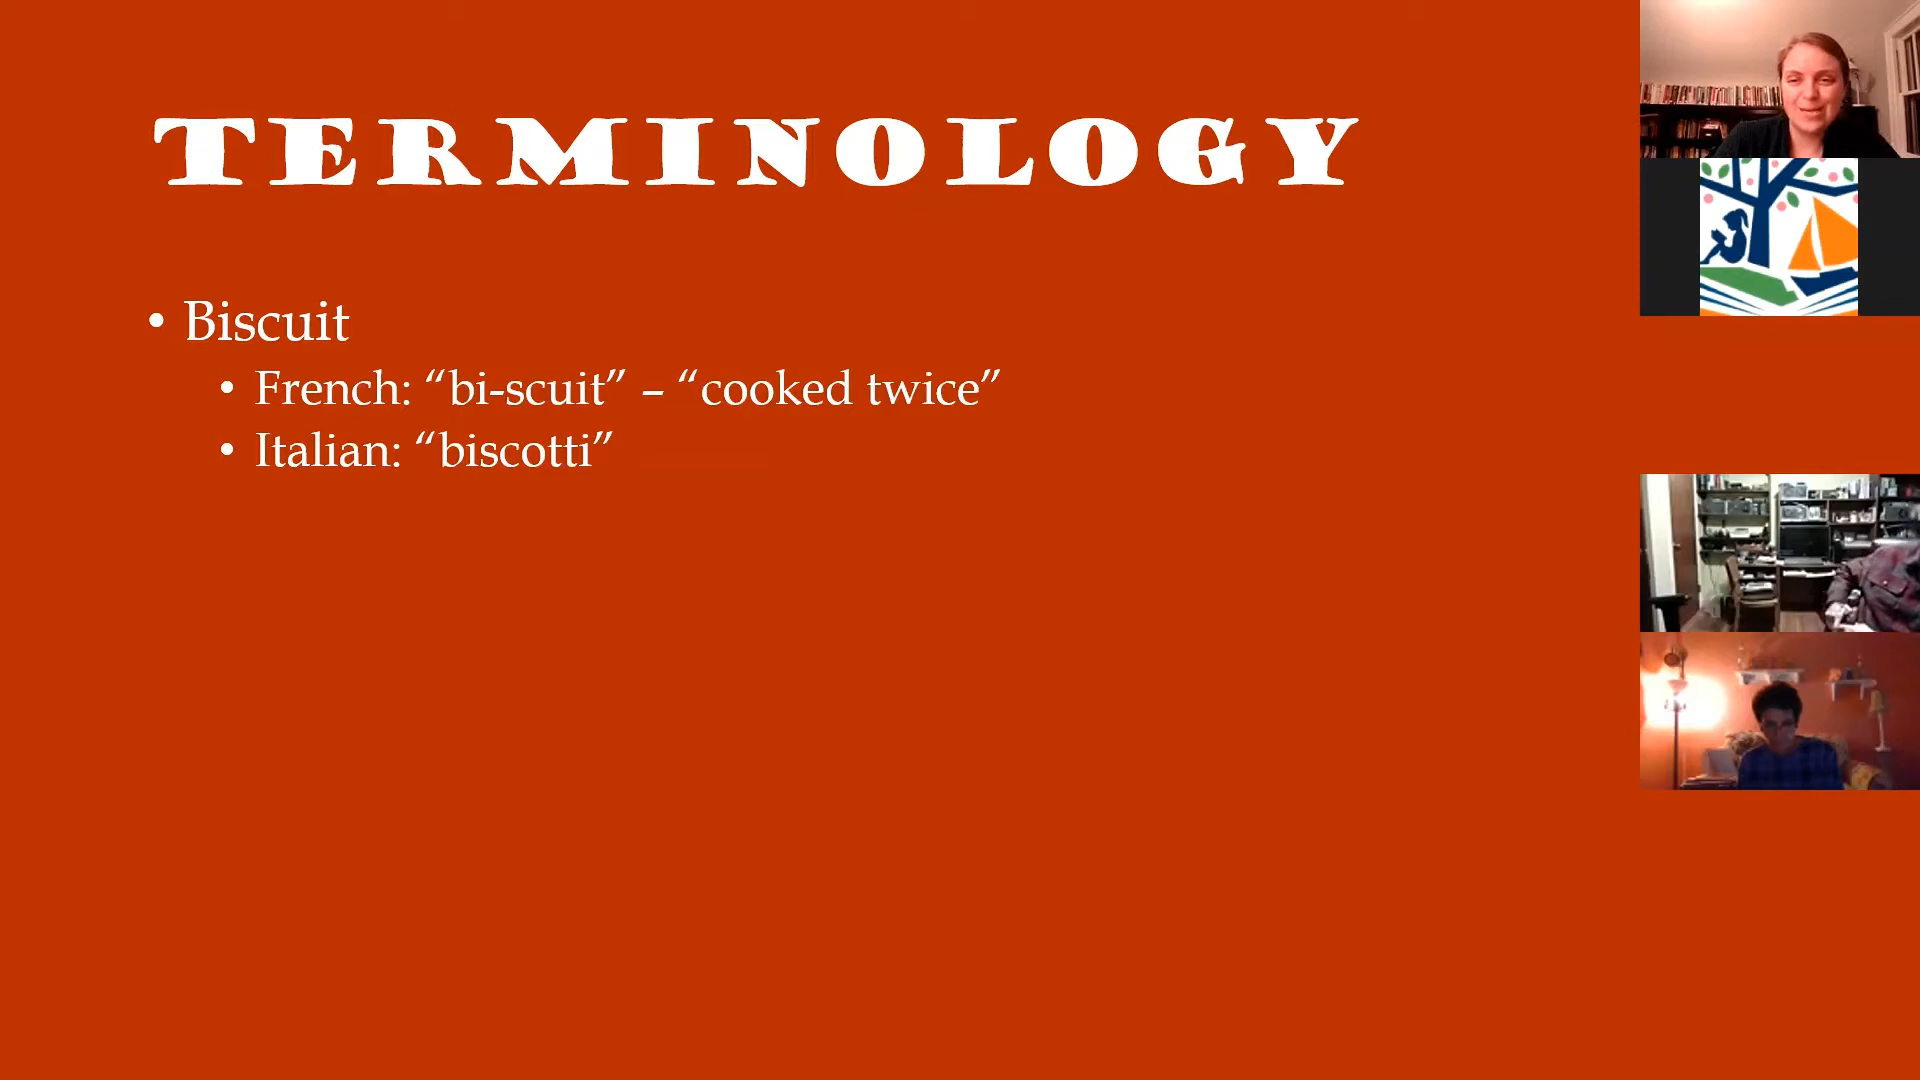 TERMINOLOGY
• Biscuit
• French: “bi-scuit” – “cooked twice”
• Italian: “biscotti”